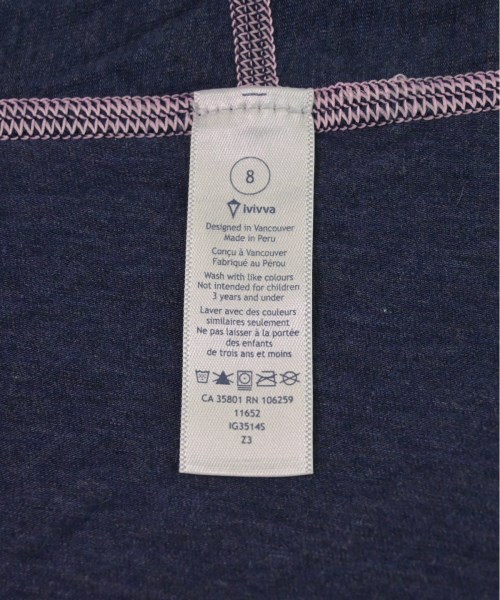 8
ivivva
Designed in Vancouver
Made in Peru
Conçu à Vancouver
Fabriqué au Pérou
Wash with like colours
Not intended for children
3 years and under
Laver avec des couleurs
similaires seulement
Ne pas laisser à la portée
des enfants
de trois ans et moins
CA 35801 RN 106259
11652
IG3514S
Z3